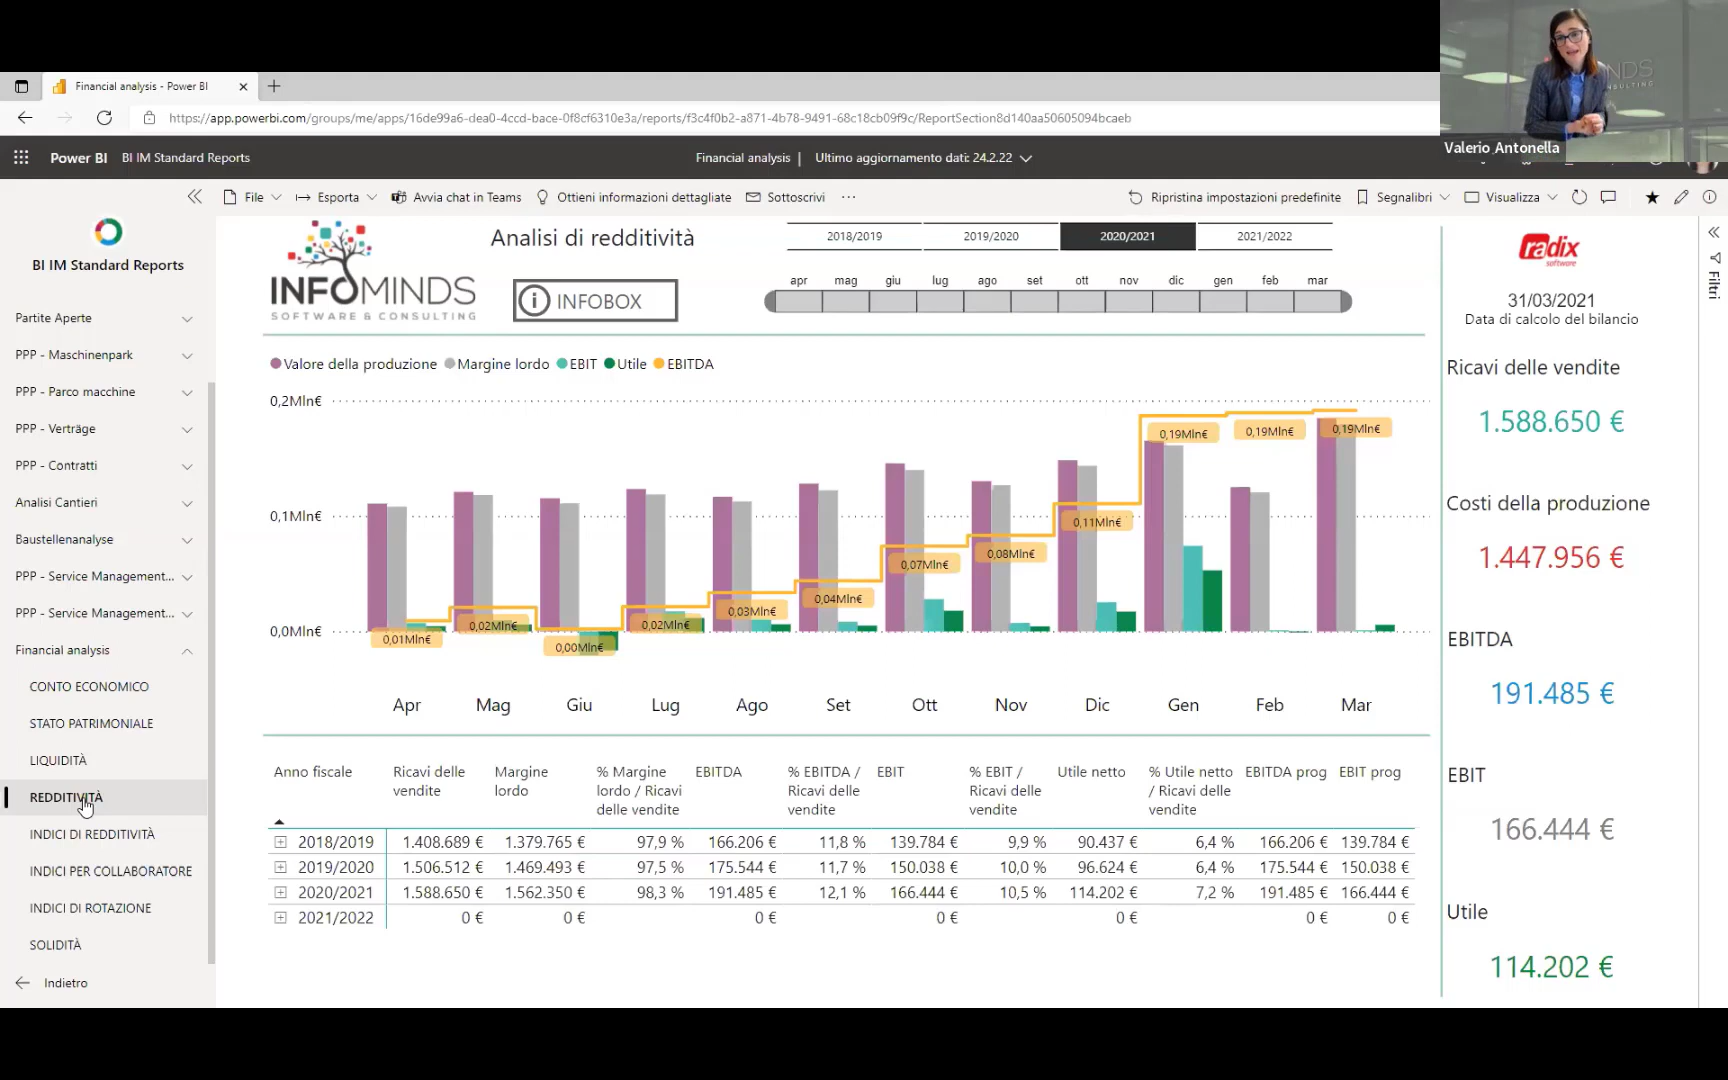 Financial analysis - Power BI
https://app.powerbi.com/groups/me/apps/16de99a6-dea0-4ccd-bace-0f8cf6310e3a/reports/f3c4f0b2-a871-4b78-9491-68c18cb09f9c/ReportSection8d140aa50605094bcaeb
Valerio Antonella
Power BI BI IM Standard Reports
Financial analysis | Ultimo aggiornamento dati: 24.2.22
File Esporta Avvia chat in Teams Ottieni informazioni dettagliate Sottoscrivi ···
Ripristina impostazioni predefinite Segnalibri Visualizza
BI IM Standard Reports
Partite Aperte
PPP - Maschinenpark
PPP - Parco macchine
PPP - Verträge
PPP - Contratti
Analisi Cantieri
Baustellenanalyse
PPP - Service Management...
PPP - Service Management...
Financial analysis
CONTO ECONOMICO
STATO PATRIMONIALE
LIQUIDITÀ
REDDITIVITÀ
INDICI DI REDDITIVITÀ
INDICI PER COLLABORATORE
INDICI DI ROTAZIONE
SOLIDITÀ
Indietro
INFOMINDS
SOFTWARE & CONSULTING
Analisi di redditività
INFOBOX
2018/2019 2019/2020 2020/2021 2021/2022
apr mag giu lug ago set ott nov dic gen feb mar
Valore della produzione Margine lordo EBIT Utile EBITDA
0,2Mln€
0,1Mln€
0,0Mln€
0,01Mln€ 0,02Mln€ 0,00Mln€ 0,02Mln€ 0,03Mln€ 0,04Mln€ 0,07Mln€ 0,08Mln€ 0,11Mln€ 0,19Mln€ 0,19Mln€ 0,19Mln€
Apr Mag Giu Lug Ago Set Ott Nov Dic Gen Feb Mar
Anno fiscale Ricavi delle vendite Margine lordo % Margine lordo / Ricavi delle vendite EBITDA % EBITDA / Ricavi delle vendite EBIT % EBIT / Ricavi delle vendite Utile netto % Utile netto / Ricavi delle vendite EBITDA prog EBIT prog
2018/2019 1.408.689 € 1.379.765 € 97,9 % 166.206 € 11,8 % 139.784 € 9,9 % 90.437 € 6,4 % 166.206 € 139.784 €
2019/2020 1.506.512 € 1.469.493 € 97,5 % 175.544 € 11,7 % 150.038 € 10,0 % 96.624 € 6,4 % 175.544 € 150.038 €
2020/2021 1.588.650 € 1.562.350 € 98,3 % 191.485 € 12,1 % 166.444 € 10,5 % 114.202 € 7,2 % 191.485 € 166.444 €
2021/2022 0 € 0 € 0 € 0 € 0 € 0 € 0 €
radix
software
31/03/2021
Data di calcolo del bilancio
Ricavi delle vendite
1.588.650 €
Costi della produzione
1.447.956 €
EBITDA
191.485 €
EBIT
166.444 €
Utile
114.202 €
Filtri